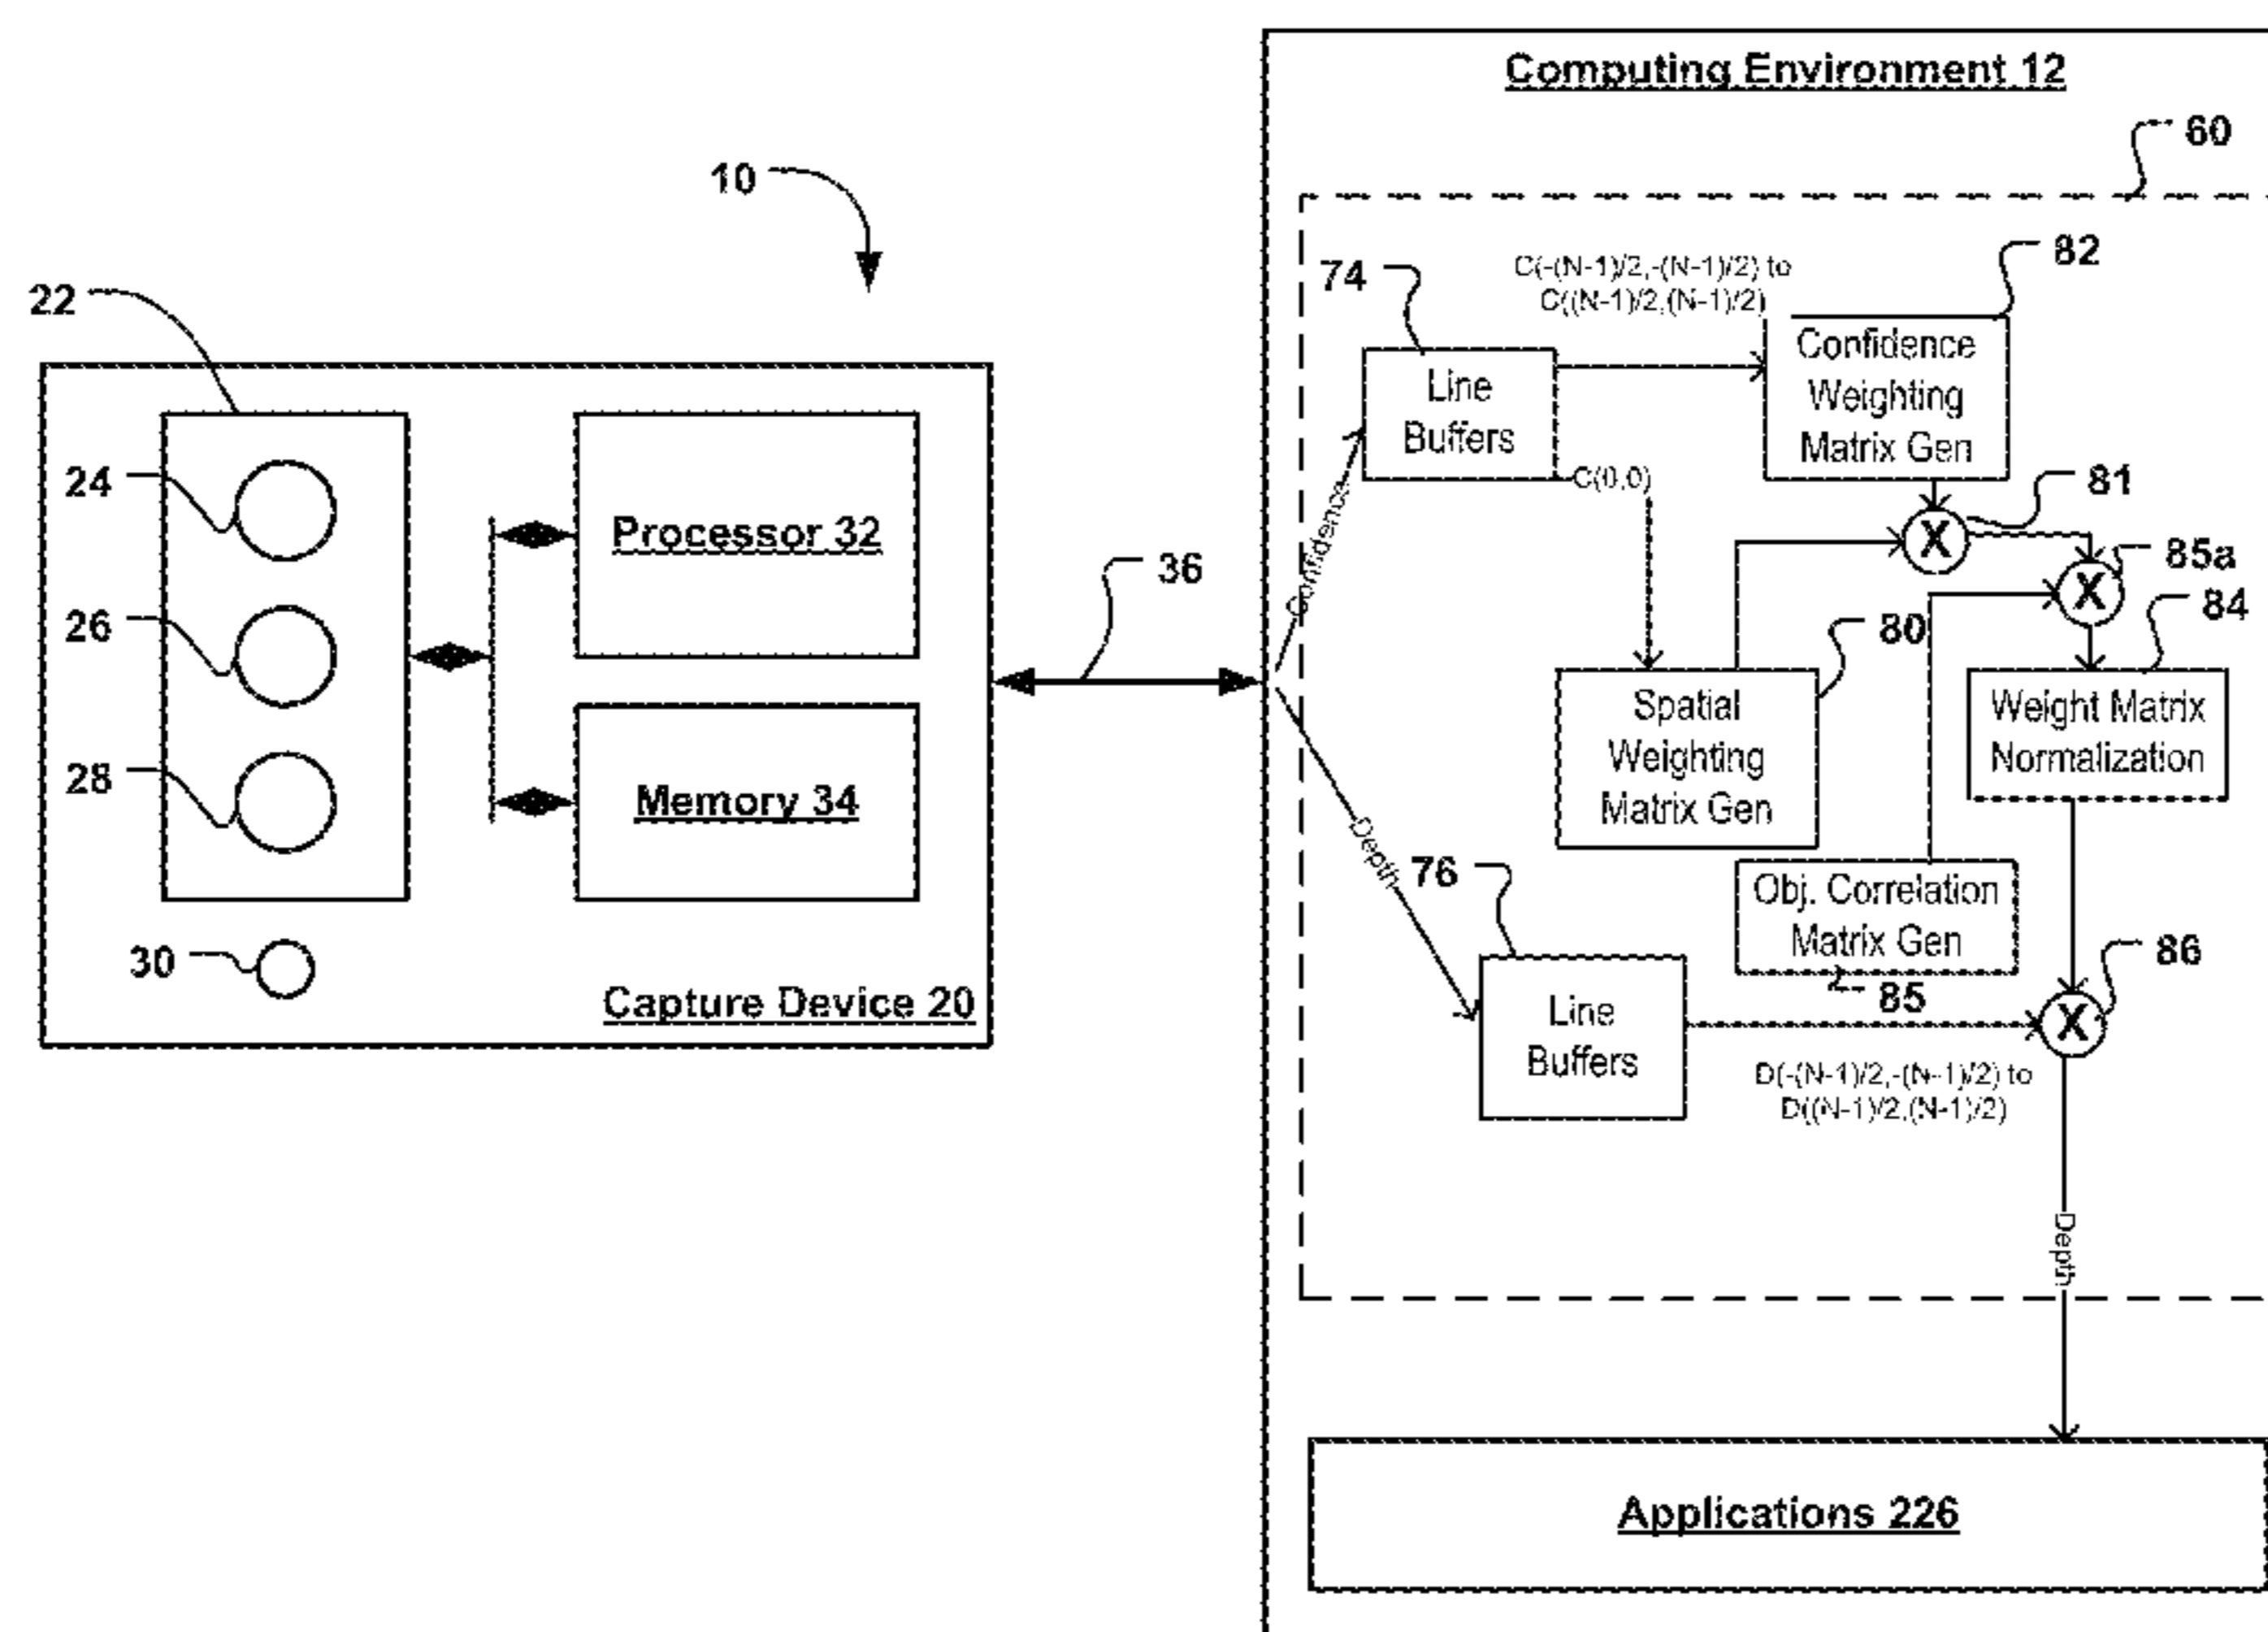 Computing Environment 12
60
10
82
74
C(-(N-1)/2,-(N-1)/2) to
C((N-1)/2,(N-1)/2)
22
Confidence
Weighting
Matrix Gen
Line
Buffers
24
C(0,0)
81
Processor 32
Confidence
36
85a
84
26
80
Spatial
Weighting
Matrix Gen
Weight Matrix
Normalization
28
Memory 34
Depth
76
Obj. Correlation
Matrix Gen
85
86
30
Capture Device 20
Line
Buffers
D(-(N-1)/2,-(N-1)/2) to
D((N-1)/2,(N-1)/2)
Depth
Applications 226
X
X
X